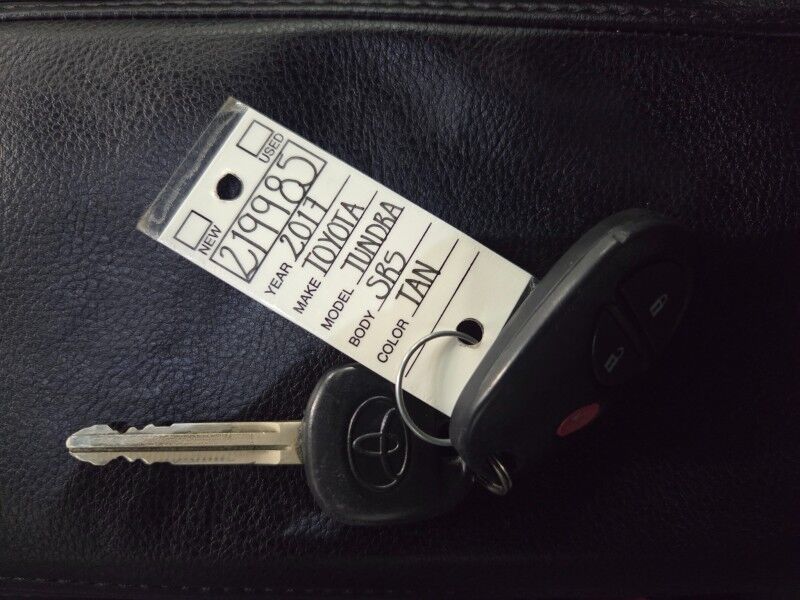 NEW USED
219985
YEAR 2017
MAKE TOYOTA
MODEL TUNDRA
BODY SR5
COLOR TAN